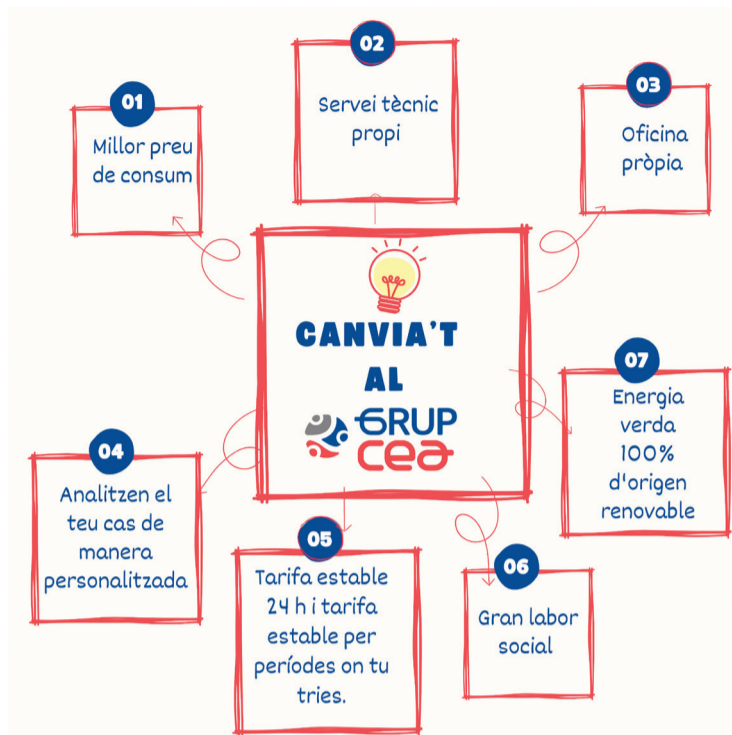 01
Millor preu
de consum
02
Servei tècnic
propi
03
Oficina
pròpia
CANVIA'T
AL
GRUP
cea
04
Analitzen el
teu cas de
manera
personalitzada
05
Tarifa estable
24 h i tarifa
estable per
períodes on tu
tries.
06
Gran labor
social
07
Energia
verda
100%
d'origen
renovable